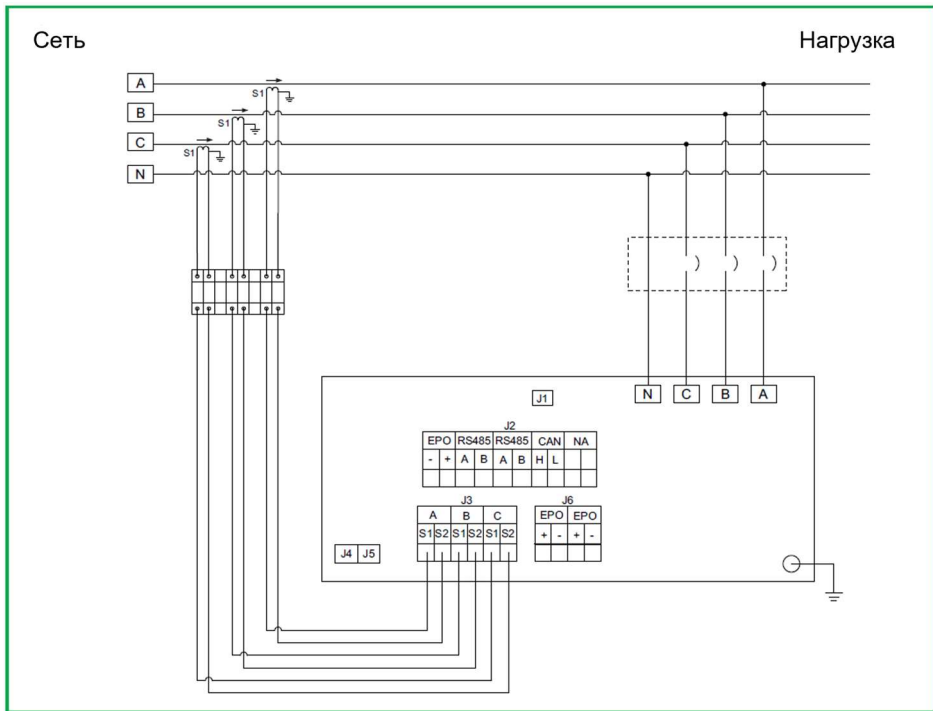 Сеть
Нагрузка
A
S1
B
S1
C
S1
N
N C B A
J1
J2
EPO RS485 RS485 CAN NA
- + A B A B H L
J3
A B C
S1 S2 S1 S2 S1 S2
J6
EPO EPO
+ - + -
J4 J5